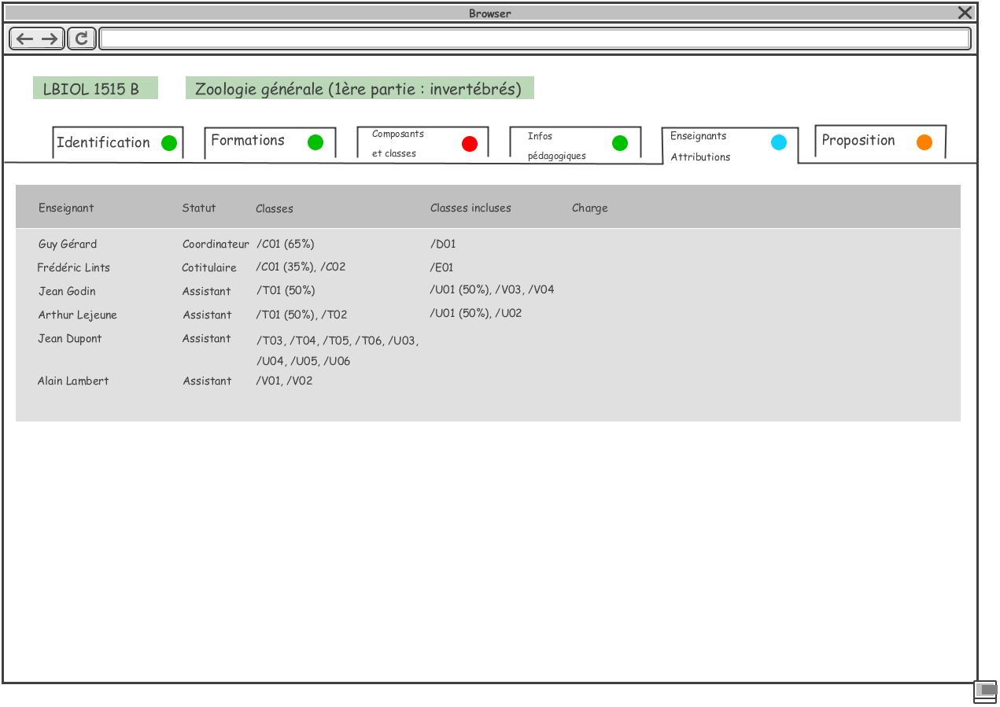 Browser
LBIOL 1515 B Zoologie générale (1ère partie : invertébrés)
Identification Formations Composants et classes Infos pédagogiques Enseignants Attributions Proposition
Enseignant Statut Classes Classes incluses Charge
Guy Gérard Coordinateur /C01 (65%) /D01
Frédéric Lints Cotitulaire /C01 (35%), /C02 /E01
Jean Godin Assistant /T01 (50%) /U01 (50%), /V03, /V04
Arthur Lejeune Assistant /T01 (50%), /T02 /U01 (50%), /U02
Jean Dupont Assistant /T03, /T04, /T05, /T06, /U03,
/U04, /U05, /U06
Alain Lambert Assistant /V01, /V02